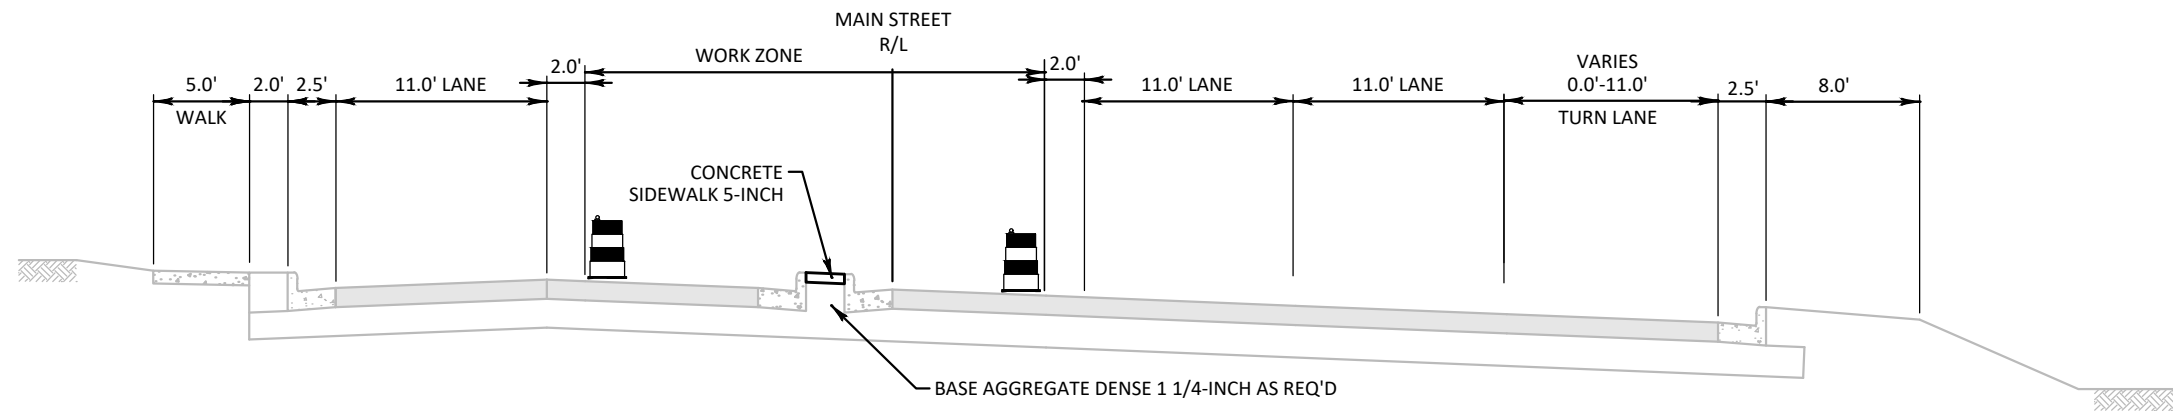 MAIN STREET
R/L
WORK ZONE
2.0'
2.0'
VARIES
5.0'
2.0'
2.5'
11.0' LANE
11.0' LANE
11.0' LANE
0.0'-11.0'
2.5'
8.0'
WALK
TURN LANE
CONCRETE
SIDEWALK 5-INCH
BASE AGGREGATE DENSE 1 1/4-INCH AS REQ'D